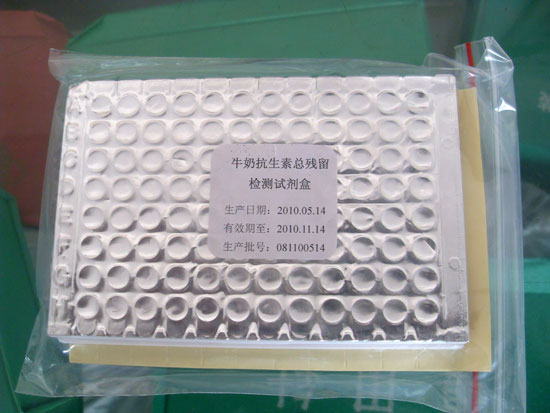 牛奶抗生素总残留
检测试剂盒
生产日期：2010.05.14
有效期至：2010.11.14
生产批号：081100514